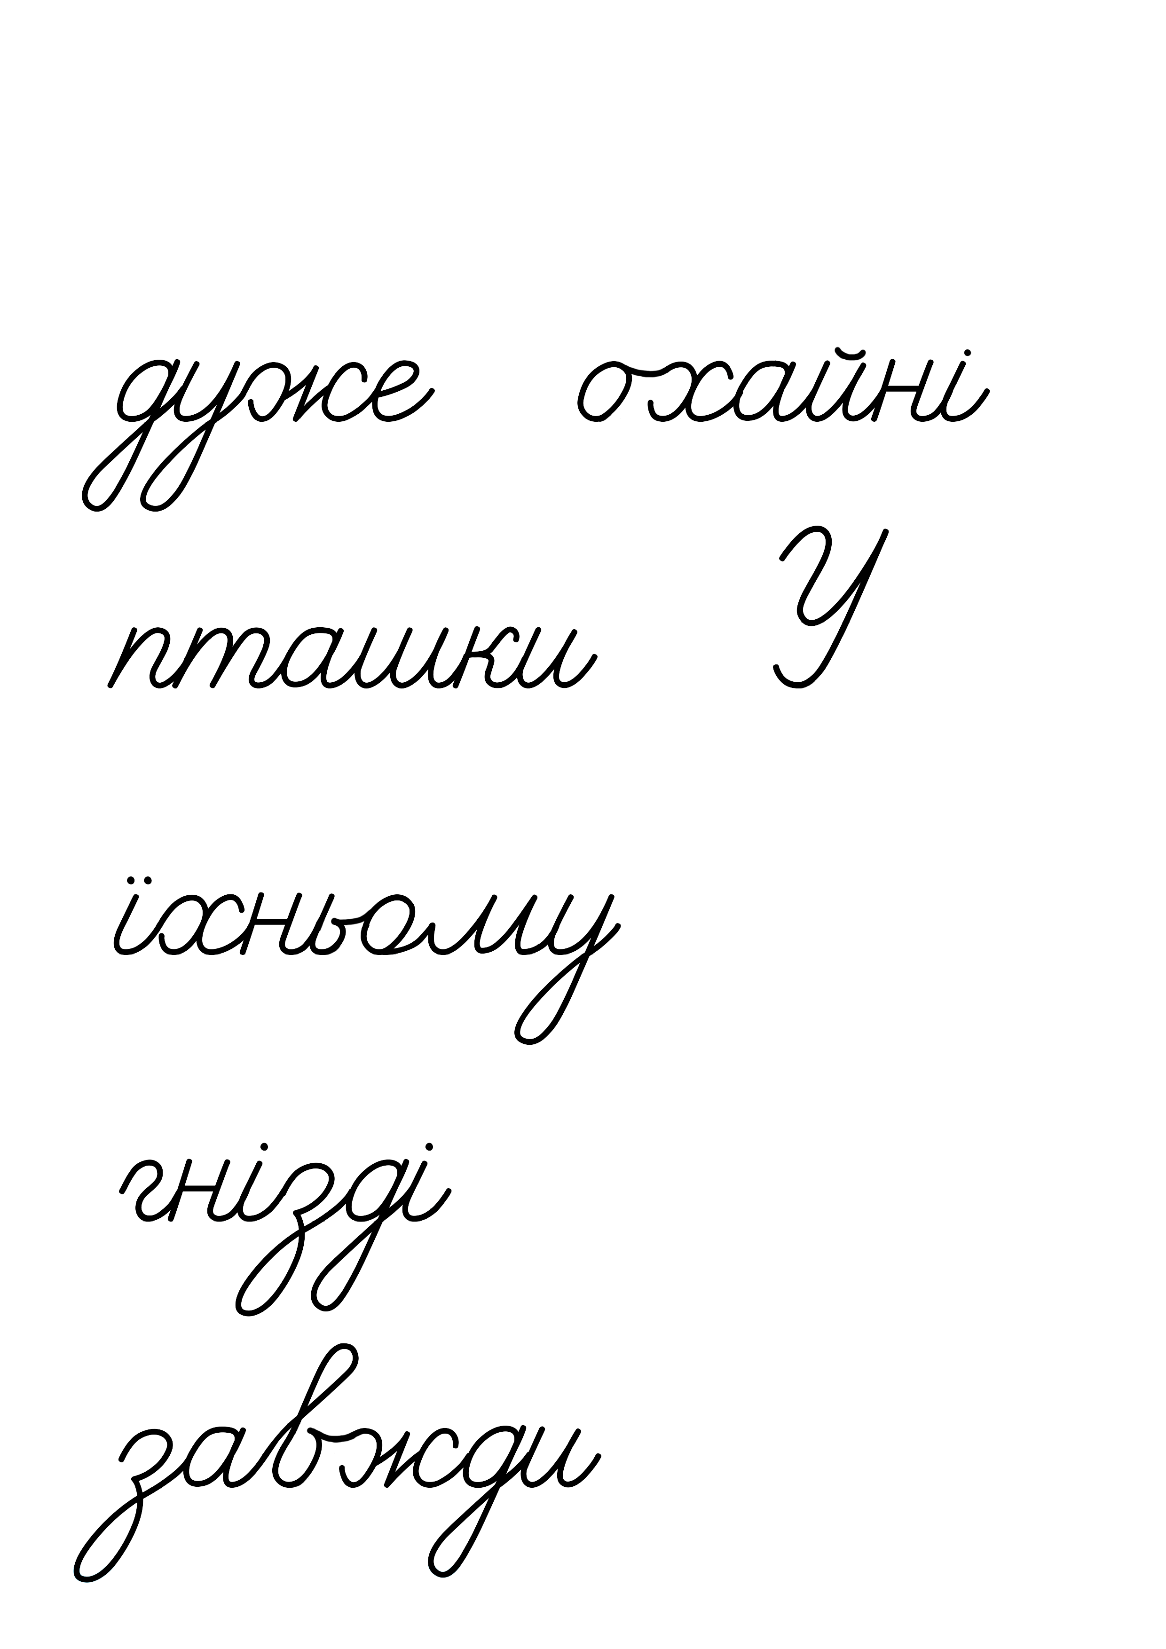 дуже охайні
пташки У
їхньому
гнізді
завжди